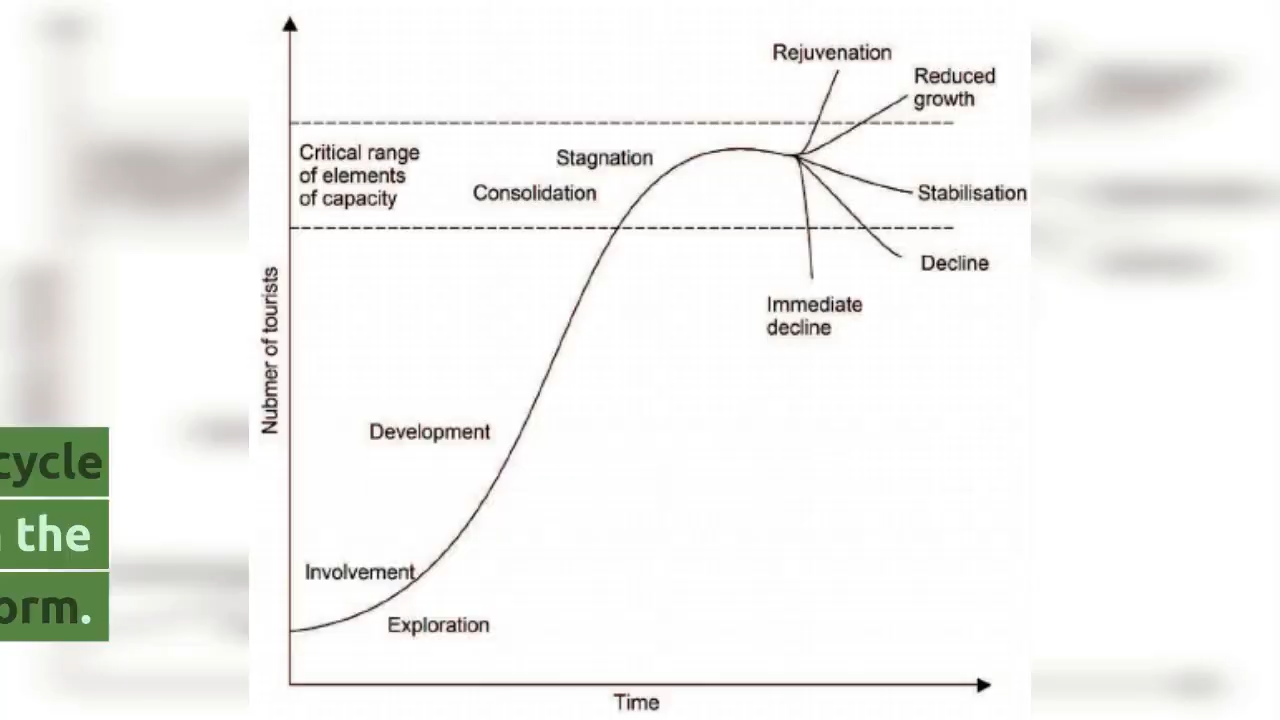 Rejuvenation
Reduced
growth
Critical range
of elements
of capacity
Stagnation
Consolidation
Stabilisation
Decline
Immediate
decline
Nubmer of tourists
Development
cycle
the
Involvement
Exploration
Time